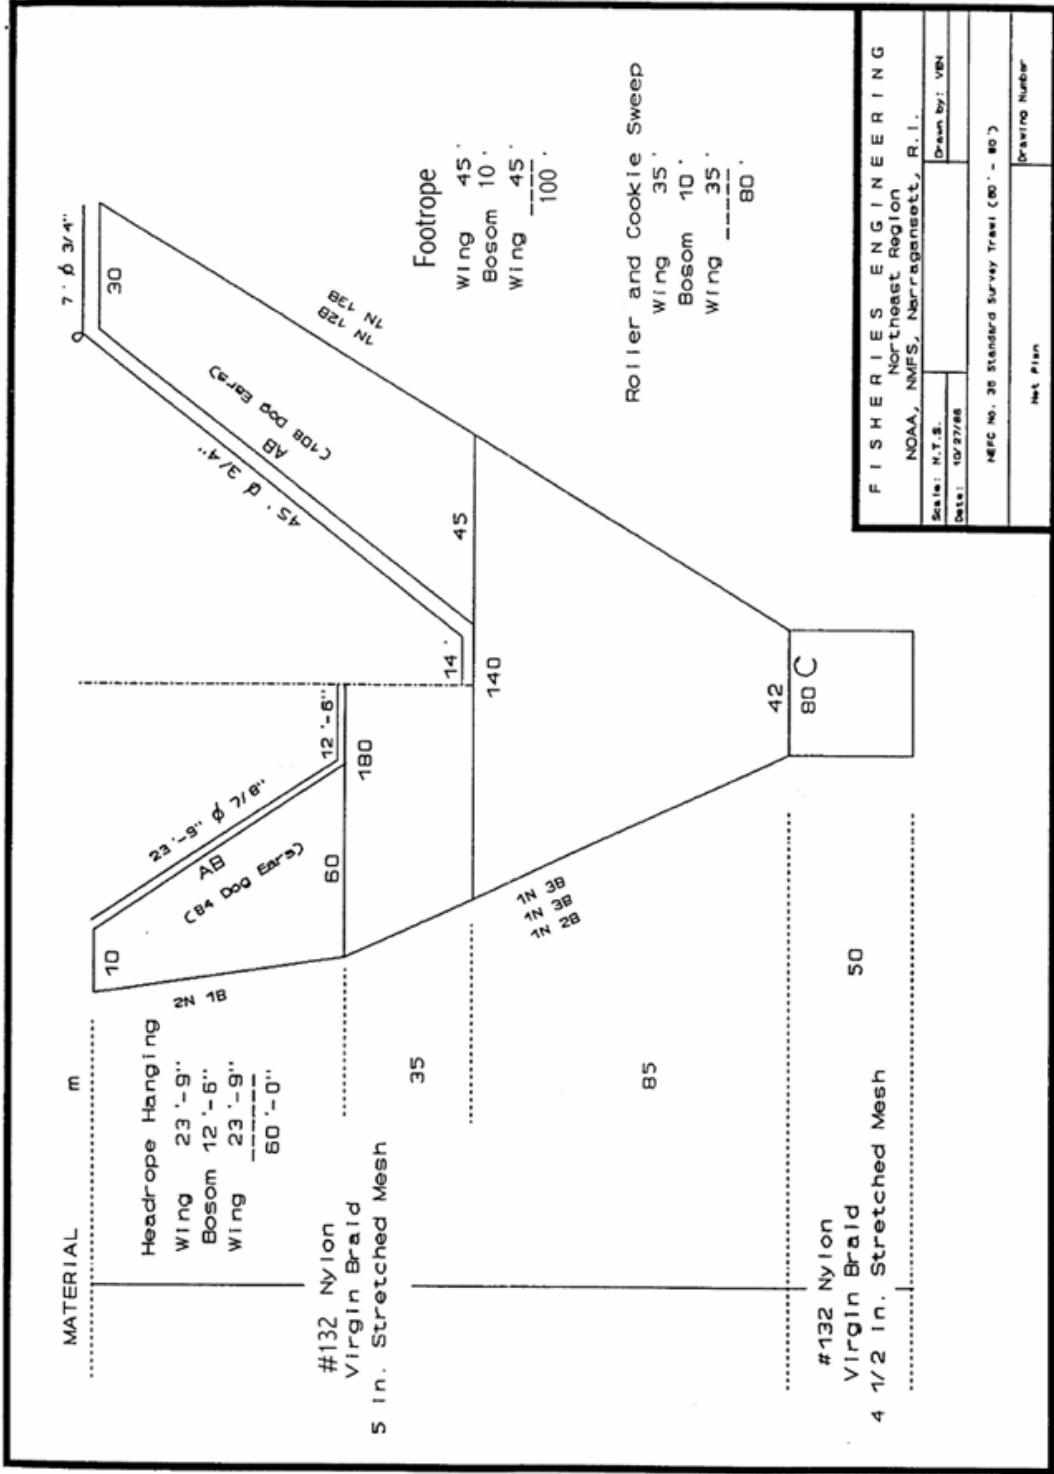 MATERIAL
m
Headrope Hanging
Wing 23'-9"
Bosom 12'-6"
Wing 23'-9"
------
60'-0"
#132 Nylon
Virgin Braid
5 in. Stretched Mesh
35
85
#132 Nylon
Virgin Braid
4 1/2 in. Stretched Mesh
50
10
2N 1B
23'-9" ϕ 7/8"
AB
(84 Dog Ears)
60
12'-6"
180
1N 3B
1N 3B
1N 2B
7' ϕ 3/4"
30
45' ϕ 3/4"
AB
(108 Dog Ears)
1N 12B
1N 13B
14'
45
140
42
80 C
Footrope
Wing 45'
Bosom 10'
Wing 45'
-----
100'
Roller and Cookie Sweep
Wing 35'
Bosom 10'
Wing 35'
-----
80'
FISHERIES ENGINEERING
Northeast Region
NOAA, NMFS, Narragansett, R.I.
Scale: N.T.S.
Drawn by: VEN
Date: 10/27/88
NEFC No. 36 Standard Survey Trawl (60' - 80')
Net Plan
Drawing Number